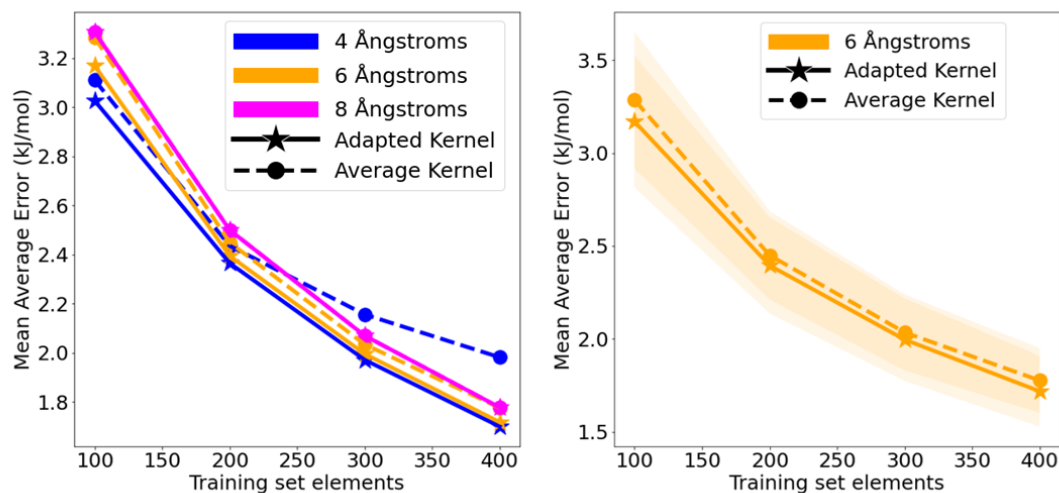 4 Ångstroms
6 Ångstroms
8 Ångstroms
Adapted Kernel
Average Kernel
Mean Average Error (kJ/mol)
3.2
3.0
2.8
2.6
2.4
2.2
2.0
1.8
100 150 200 250 300 350 400
Training set elements
6 Ångstroms
Adapted Kernel
Average Kernel
Mean Average Error (kJ/mol)
3.5
3.0
2.5
2.0
1.5
100 150 200 250 300 350 400
Training set elements